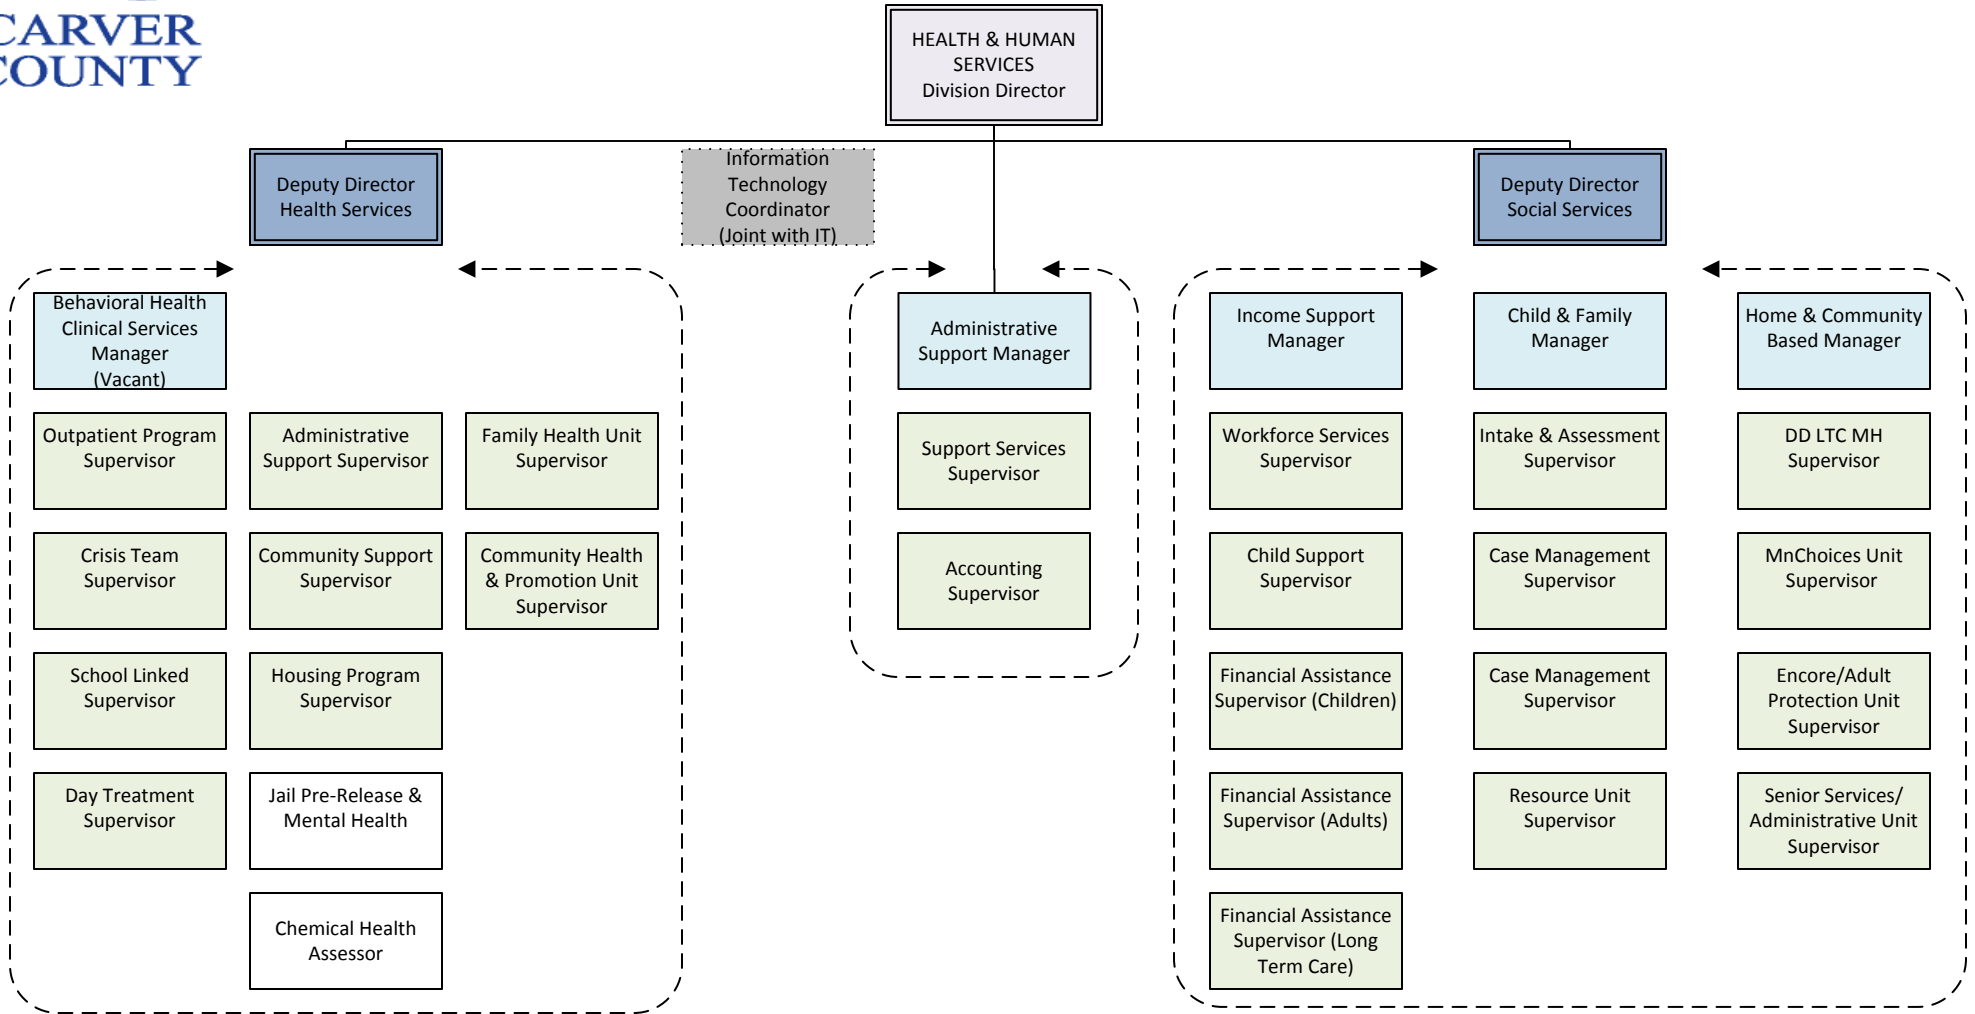 CARVER
COUNTY
HEALTH & HUMAN
SERVICES
Division Director
Deputy Director
Health Services
Information
Technology
Coordinator
(Joint with IT)
Deputy Director
Social Services
Behavioral Health
Clinical Services
Manager
(Vacant)
Administrative
Support Manager
Income Support
Manager
Child & Family
Manager
Home & Community
Based Manager
Outpatient Program
Supervisor
Administrative
Support Supervisor
Family Health Unit
Supervisor
Support Services
Supervisor
Workforce Services
Supervisor
Intake & Assessment
Supervisor
DD LTC MH
Supervisor
Crisis Team
Supervisor
Community Support
Supervisor
Community Health
& Promotion Unit
Supervisor
Accounting
Supervisor
Child Support
Supervisor
Case Management
Supervisor
MnChoices Unit
Supervisor
School Linked
Supervisor
Housing Program
Supervisor
Financial Assistance
Supervisor (Children)
Case Management
Supervisor
Encore/Adult
Protection Unit
Supervisor
Day Treatment
Supervisor
Jail Pre-Release &
Mental Health
Financial Assistance
Supervisor (Adults)
Resource Unit
Supervisor
Senior Services/
Administrative Unit
Supervisor
Chemical Health
Assessor
Financial Assistance
Supervisor (Long
Term Care)